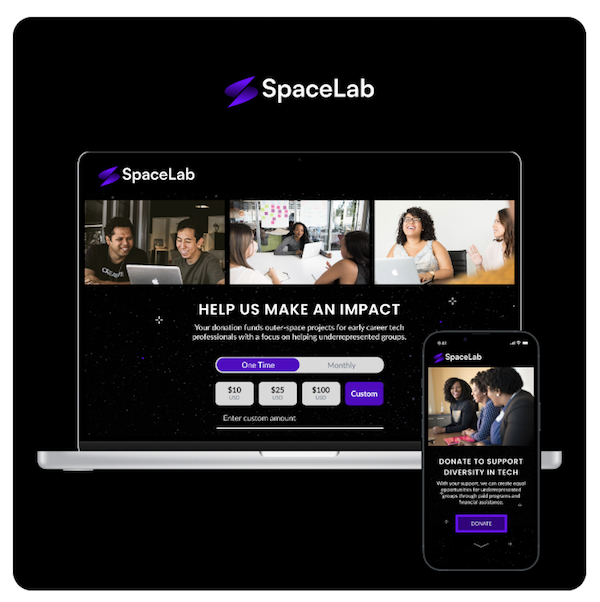 SpaceLab
SpaceLab
HELP US MAKE AN IMPACT
Your donation funds outer-space projects for early career tech
professionals with a focus on helping underrepresented groups.
One Time
Monthly
$10
USD
$25
USD
$100
USD
Custom
Enter custom amount
9:41
SpaceLab
DONATE TO SUPPORT
DIVERSITY IN TECH
With your support, we can create equal
opportunities for underrepresented
groups through paid programs and
financial assistance.
DONATE